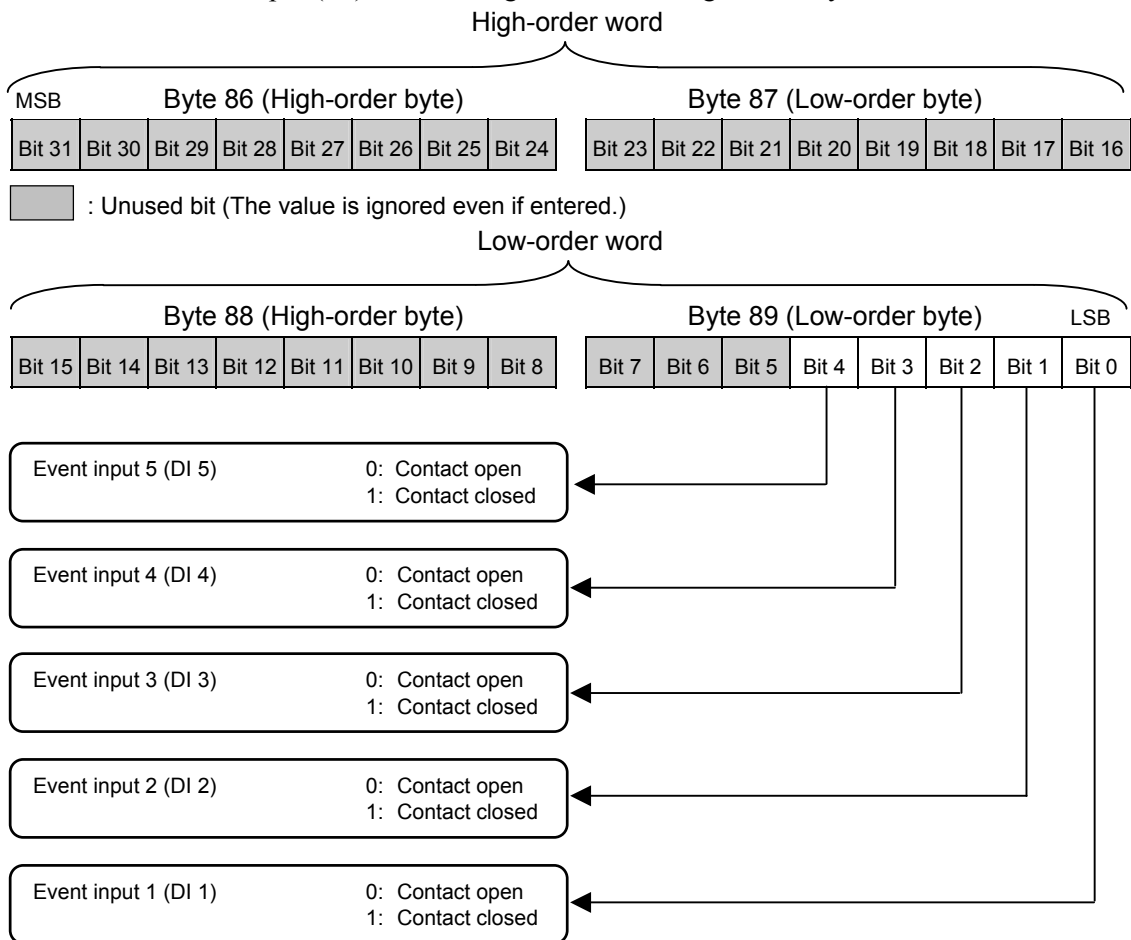 High-order word
MSB Byte 86 (High-order byte) Byte 87 (Low-order byte)
Bit 31 Bit 30 Bit 29 Bit 28 Bit 27 Bit 26 Bit 25 Bit 24 Bit 23 Bit 22 Bit 21 Bit 20 Bit 19 Bit 18 Bit 17 Bit 16
: Unused bit (The value is ignored even if entered.)
Low-order word
Byte 88 (High-order byte) Byte 89 (Low-order byte) LSB
Bit 15 Bit 14 Bit 13 Bit 12 Bit 11 Bit 10 Bit 9 Bit 8 Bit 7 Bit 6 Bit 5 Bit 4 Bit 3 Bit 2 Bit 1 Bit 0
Event input 5 (DI 5) 0: Contact open
1: Contact closed
Event input 4 (DI 4) 0: Contact open
1: Contact closed
Event input 3 (DI 3) 0: Contact open
1: Contact closed
Event input 2 (DI 2) 0: Contact open
1: Contact closed
Event input 1 (DI 1) 0: Contact open
1: Contact closed